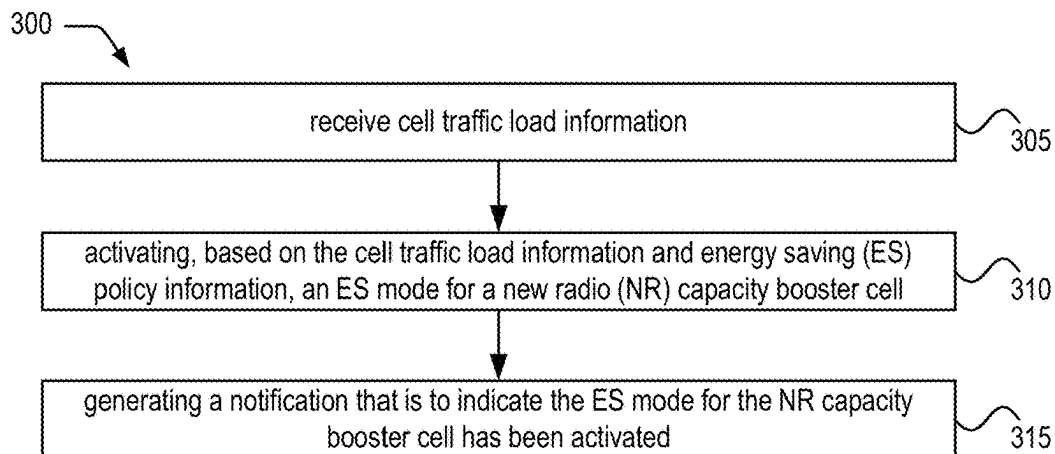 300
receive cell traffic load information
305
activating, based on the cell traffic load information and energy saving (ES)
policy information, an ES mode for a new radio (NR) capacity booster cell
310
generating a notification that is to indicate the ES mode for the NR capacity
booster cell has been activated
315